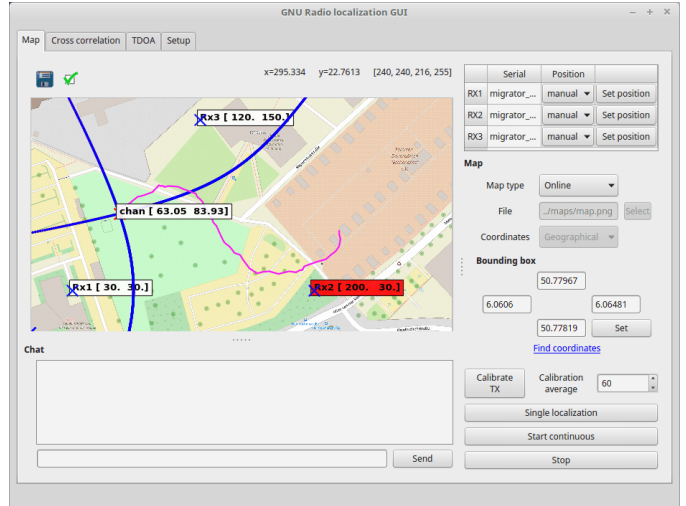 GNU Radio localization GUI
Map Cross correlation TDOA Setup
x=295.334 y=22.7613 [240, 240, 216, 255]
Rx3 [ 120. 150.]
chan [ 63.05 83.93]
Rx1 [ 30. 30.]
Rx2 [ 200. 30.]
Chat
Send
Serial Position
RX1 migrator_... manual Set position
RX2 migrator_... manual Set position
RX3 migrator_... manual Set position
Map
Map type Online
File ../maps/map.png Select
Coordinates Geographical
Bounding box
50.77967
6.0606 6.06481
50.77819 Set
Find coordinates
Calibrate
TX
Calibration
average
60
Single localization
Start continuous
Stop